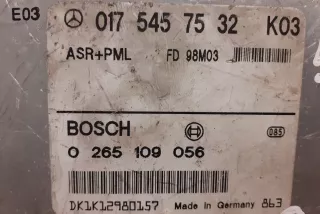 E03
017 545 75 32 K03
ASR+PML FD 98M03
BOSCH
0 265 109 056
DK1K12980157 Made in Germany 863